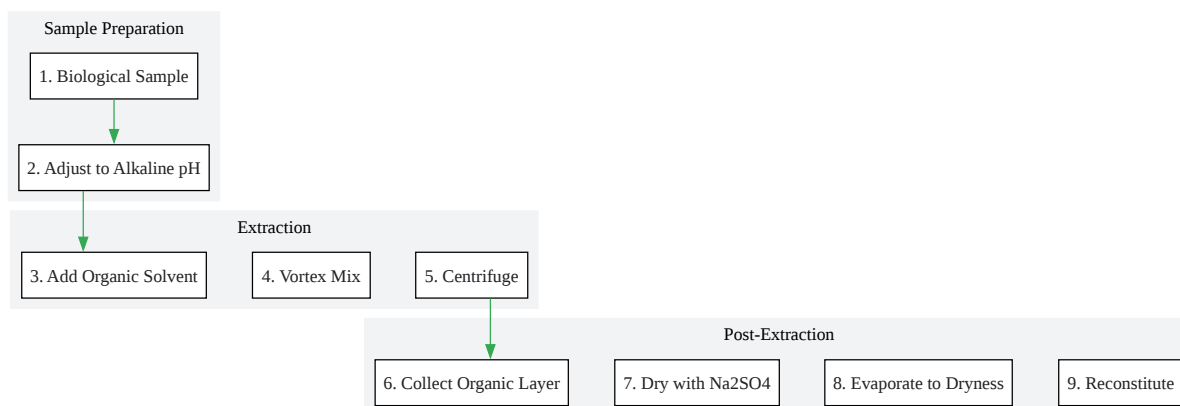 Sample Preparation
1. Biological Sample
2. Adjust to Alkaline pH
Extraction
3. Add Organic Solvent
4. Vortex Mix
5. Centrifuge
Post-Extraction
6. Collect Organic Layer
7. Dry with Na2SO4
8. Evaporate to Dryness
9. Reconstitute